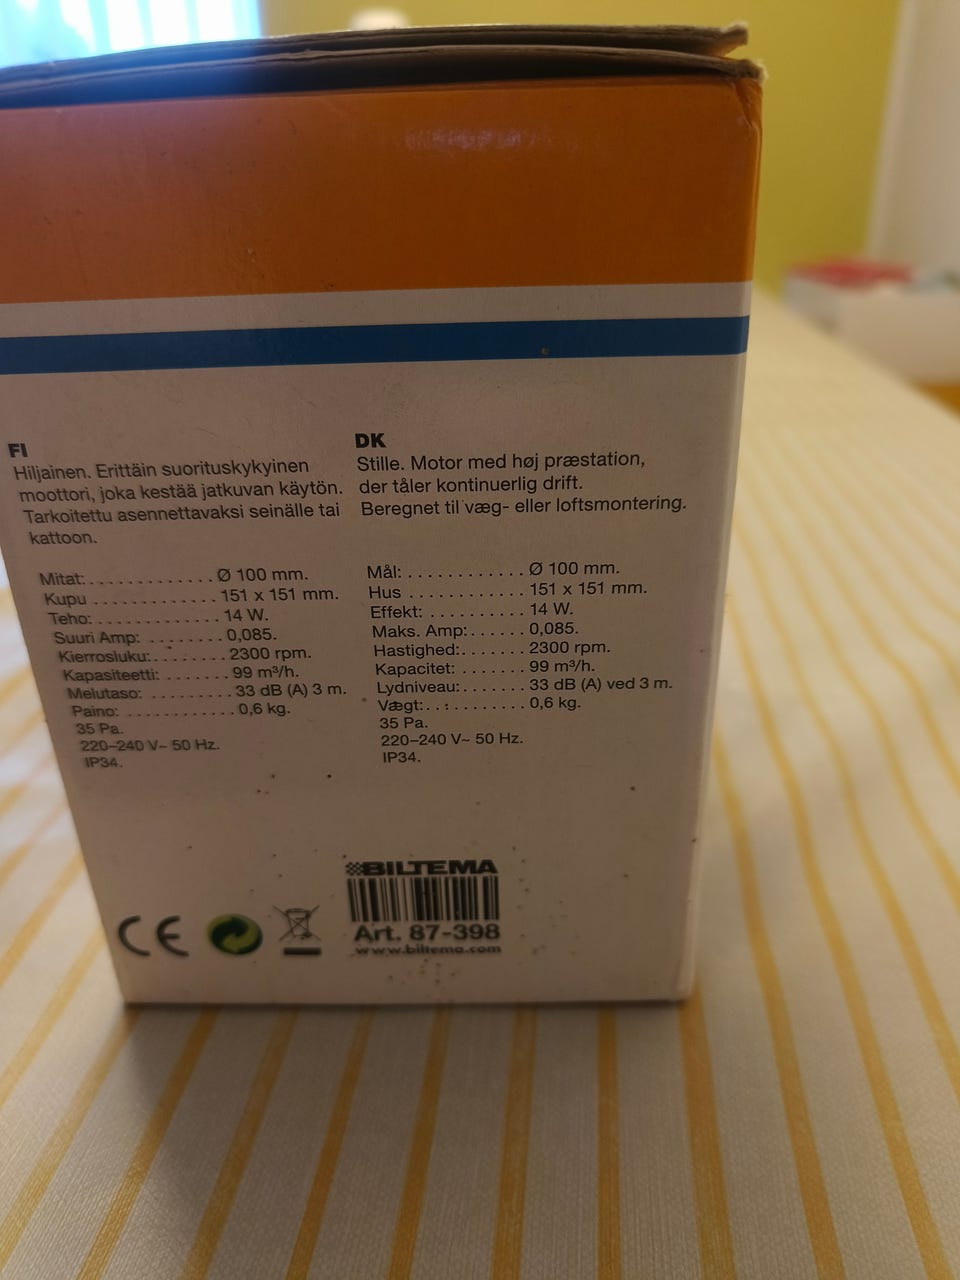 FI
Hiljainen. Erittäin suorituskykyinen
moottori, joka kestää jatkuvan käytön.
Tarkoitettu asennettavaksi seinälle tai
kattoon.
Mitat:.............Ø 100 mm.
Kupu.............151 x 151 mm.
Teho:.............14 W.
Suuri Amp: ........0,085.
Kierrosluku:........2300 rpm.
Kapasiteetti: .......99 m³/h.
Melutaso: .........33 dB (A) 3 m.
Paino: ............0,6 kg.
35 Pa.
220–240 V~ 50 Hz.
IP34.
DK
Stille. Motor med høj præstation,
der tåler kontinuerlig drift.
Beregnet til væg- eller loftsmontering.
Mål: ............Ø 100 mm.
Hus ............151 x 151 mm.
Effekt: ..........14 W.
Maks. Amp:......0,085.
Hastighed:.......2300 rpm.
Kapacitet: .......99 m³/h.
Lydniveau:.......33 dB (A) ved 3 m.
Vægt:...........0,6 kg.
35 Pa.
220–240 V~ 50 Hz.
IP34.
CE
BILTEMA
Art. 87-398
www.biltema.com